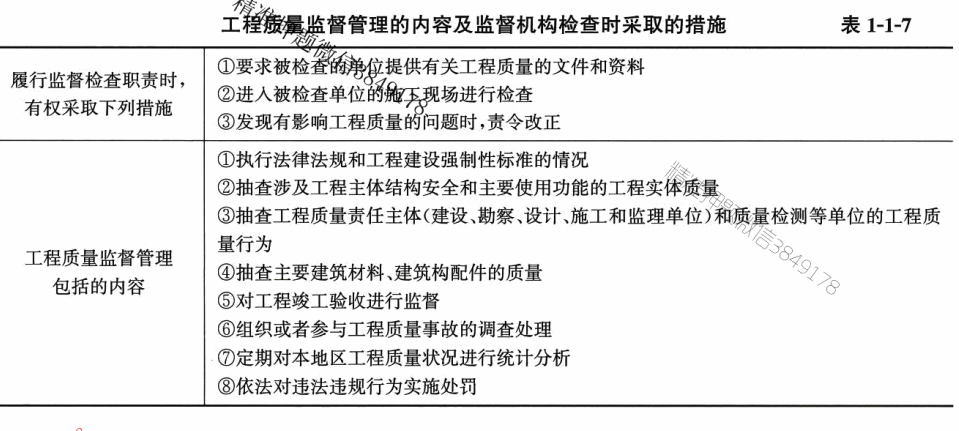 工程质量监督管理的内容及监督机构检查时采取的措施 表 1-1-7
履行监督检查职责时，
有权采取下列措施
①要求被检查的单位提供有关工程质量的文件和资料
②进入被检查单位的施工现场进行检查
③发现有影响工程质量的问题时，责令改正
工程质量监督管理
包括的内容
①执行法律法规和工程建设强制性标准的情况
②抽查涉及工程主体结构安全和主要使用功能的工程实体质量
③抽查工程质量责任主体（建设、勘察、设计、施工和监理单位）和质量检测等单位的工程质
量行为
④抽查主要建筑材料、建筑构配件的质量
⑤对工程竣工验收进行监督
⑥组织或者参与工程质量事故的调查处理
⑦定期对本地区工程质量状况进行统计分析
⑧依法对违法违规行为实施处罚
精准押题微信3849178
精准押题微信3849178